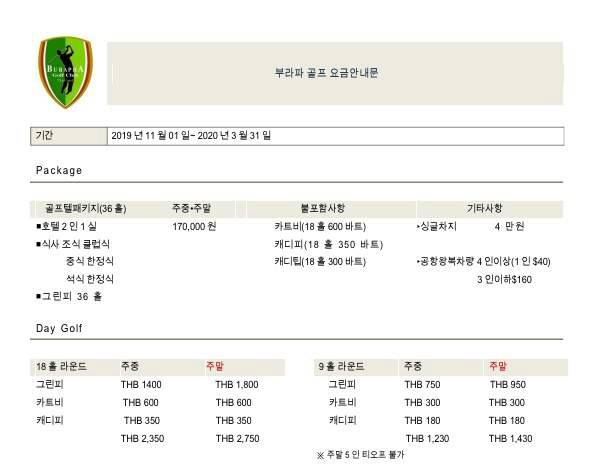 BURAPHA
Golf Club
부라파 골프 요금안내문
기간 2019 년 11 월 01 일~ 2020 년 3 월 31 일
Package
골프텔패키지(36 홀) 주중•주말 불포함사항 기타사항
■호텔 2 인 1 실 170,000 원 카트비(18 홀 600 바트) ▸싱글차지 4 만 원
■식사 조식 클럽식 캐디피(18 홀 350 바트)
중식 한정식 캐디팁(18 홀 300 바트) ▸공항왕복차량 4 인이상(1 인 $40)
석식 한정식 3 인이하$160
■그린피 36 홀
Day Golf
18 홀 라운드 주중 주말 9 홀 라운드 주중 주말
그린피 THB 1400 THB 1,800 그린피 THB 750 THB 950
카트비 THB 600 THB 600 카트비 THB 300 THB 300
캐디피 THB 350 THB 350 캐디피 THB 180 THB 180
THB 2,350 THB 2,750 THB 1,230 THB 1,430
※ 주말 5 인 티오프 불가